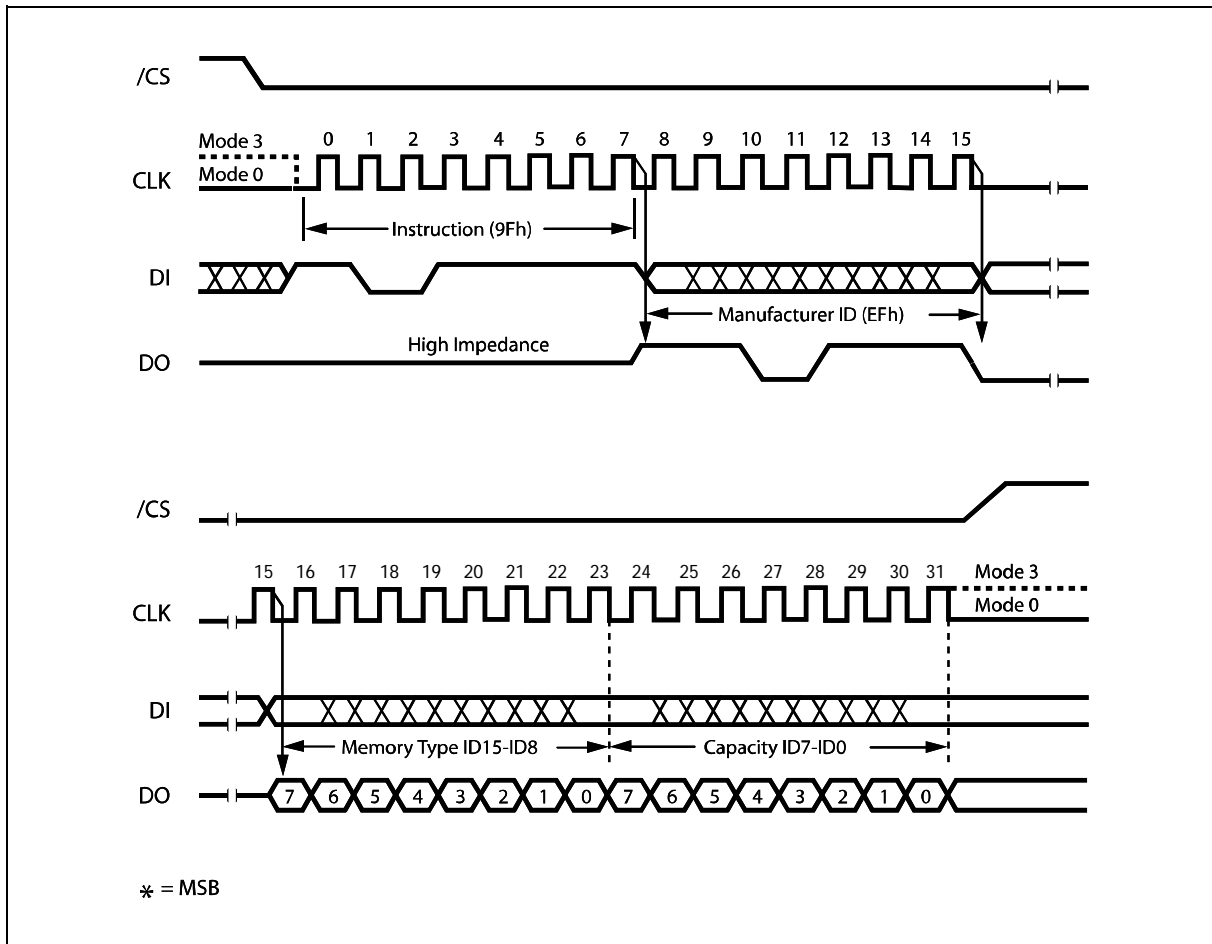 /CS
Mode 3
0 1 2 3 4 5 6 7 8 9 10 11 12 13 14 15
CLK
Mode 0
Instruction (9Fh)
DI
Manufacturer ID (EFh)
High Impedance
DO
/CS
15 16 17 18 19 20 21 22 23 24 25 26 27 28 29 30 31
Mode 3
CLK
Mode 0
DI
Memory Type ID15-ID8
Capacity ID7-ID0
DO
7 6 5 4 3 2 1 0 7 6 5 4 3 2 1 0
* = MSB